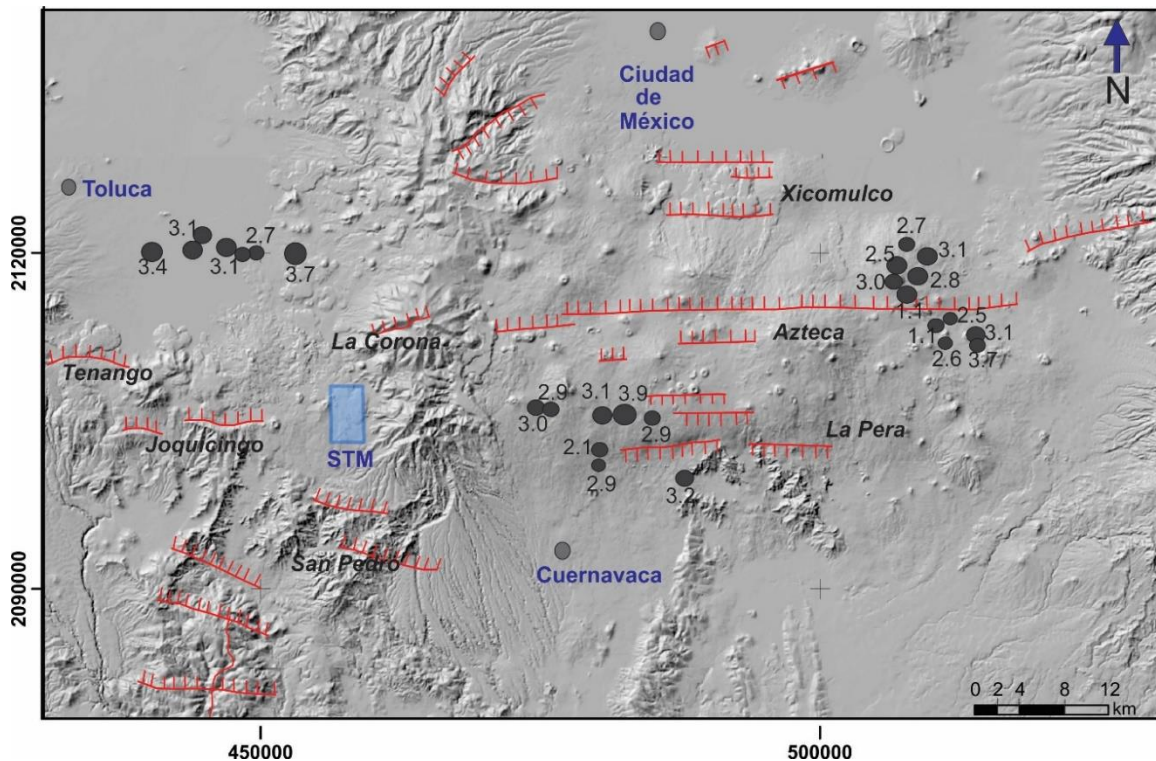 Ciudad
de
México
N
Toluca
Xicomulco
3.1
2.7
3.4
3.1
3.7
2.7
2.5
3.1
3.0
2.8
2120000
1.1
2.5
1.1
3.1
2.6
3.7
La Corona
Azteca
Tenango
2.9
3.1
3.9
3.0
2.9
Joquicingo
STM
La Pera
2.1
2.9
3.2
San Pedro
Cuernavaca
2090000
0 2 4 8 12
km
450000
500000